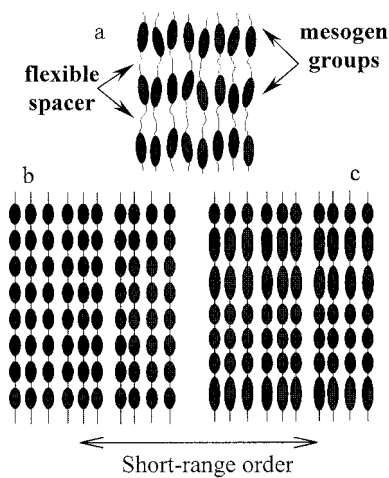 a
mesogen
groups
flexible
spacer
b
c
Short-range order